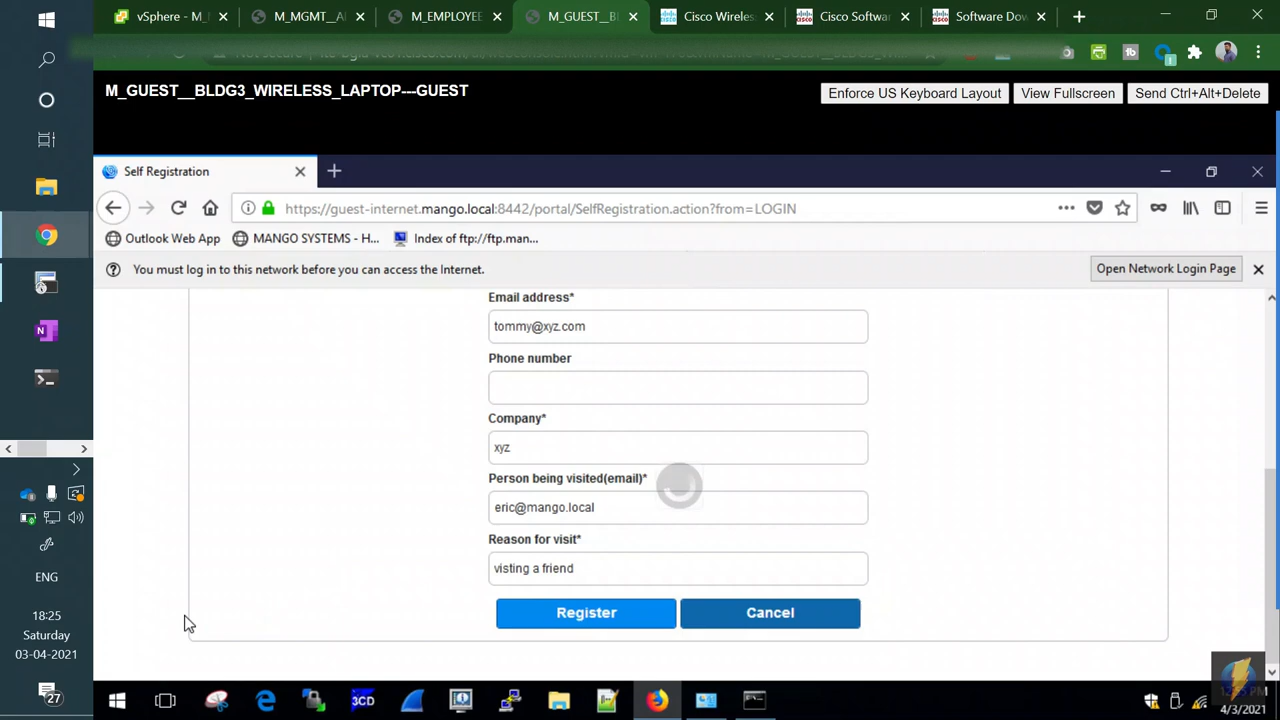 vSphere - M_
M_MGMT__A
M_EMPLOYEE
M_GUEST__B
Cisco Wireles
Cisco Softwar
Software Dow
M_GUEST__BLDG3_WIRELESS_LAPTOP---GUEST
Enforce US Keyboard Layout
View Fullscreen
Send Ctrl+Alt+Delete
Self Registration
https://guest-internet.mango.local:8442/portal/SelfRegistration.action?from=LOGIN
Outlook Web App
MANGO SYSTEMS - H...
Index of ftp://ftp.man...
You must log in to this network before you can access the Internet.
Open Network Login Page
Email address*
tommy@xyz.com
Phone number
Company*
xyz
Person being visited(email)*
eric@mango.local
Reason for visit*
visting a friend
Register
Cancel
ENG
18:25
Saturday
03-04-2021
27
3CD
4/3/2021